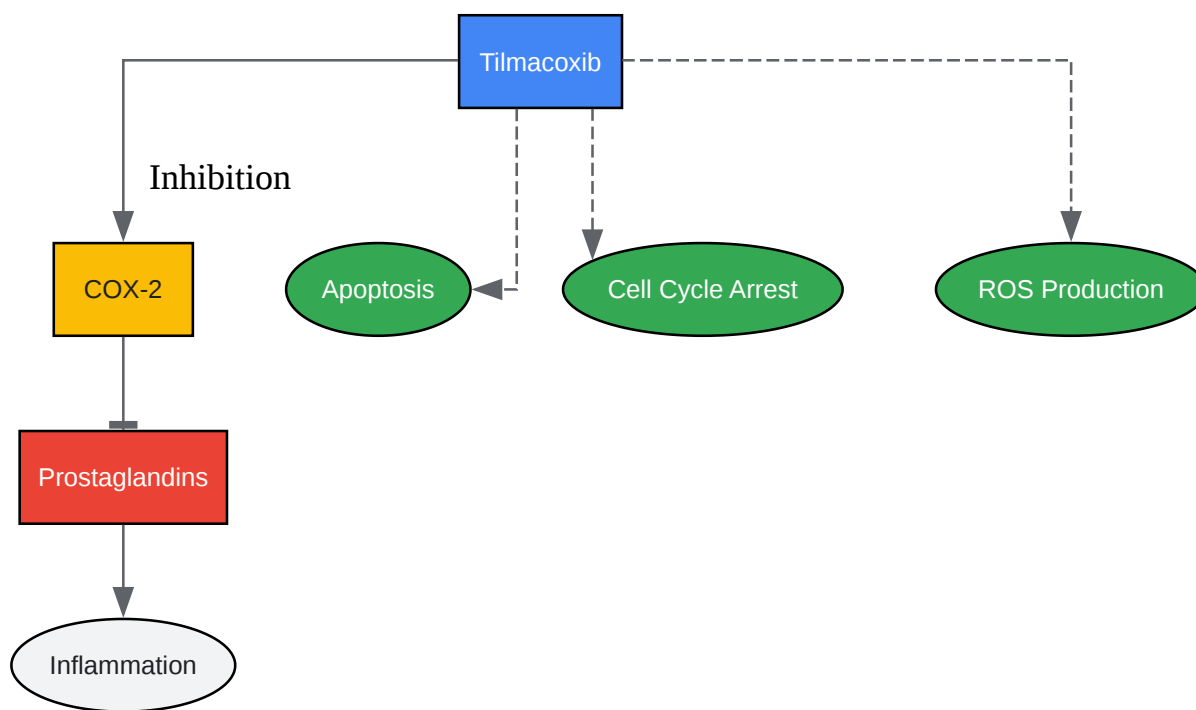 Tilmacoxib
Inhibition
COX-2
Apoptosis
Cell Cycle Arrest
ROS Production
Prostaglandins
Inflammation